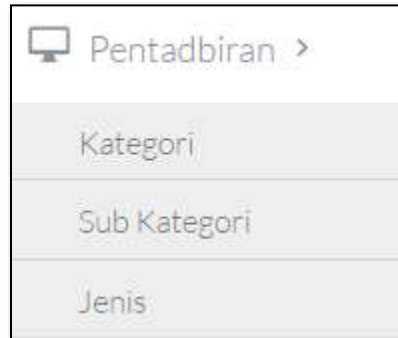 Pentadbiran >
Kategori
Sub Kategori
Jenis